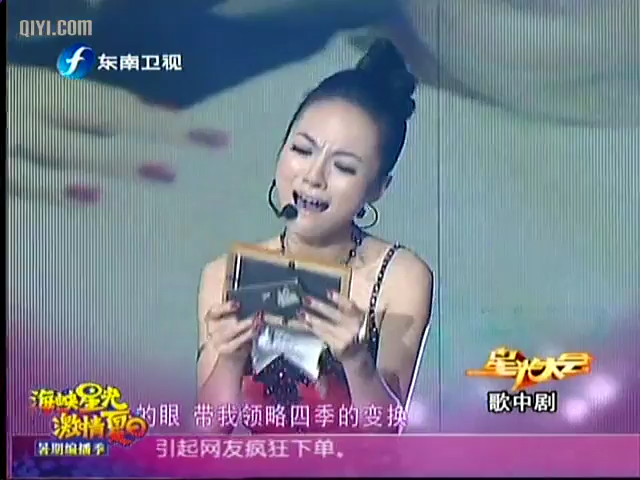 QIYI.com
东南卫视
星光大会
歌中剧
海峡星光
激情夏日
暑期编播季
的眼 带我领略四季的变换
引起网友疯狂下单。